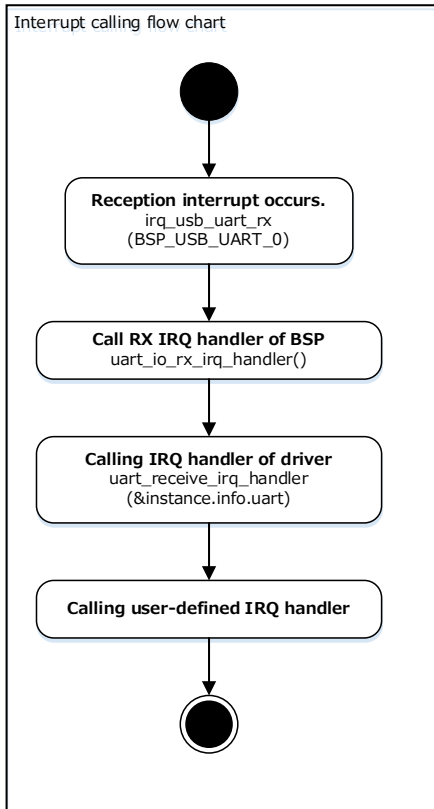 Interrupt calling flow chart
Reception interrupt occurs.
irq_usb_uart_rx
(BSP_USB_UART_0)
Call RX IRQ handler of BSP
uart_io_rx_irq_handler()
Calling IRQ handler of driver
uart_receive_irq_handler
(&instance.info.uart)
Calling user-defined IRQ handler